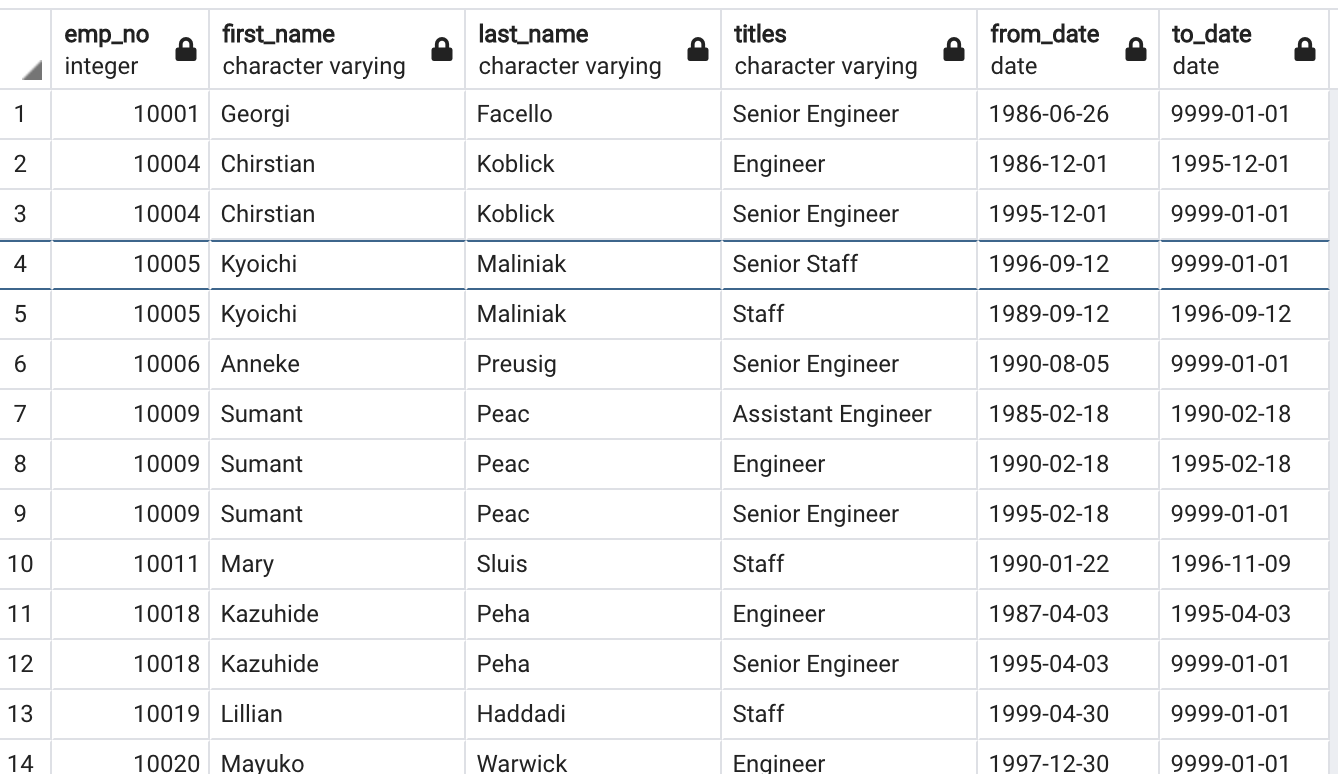 emp_no first_name last_name titles from_date to_date
integer character varying character varying character varying date date
1 10001 Georgi Facello Senior Engineer 1986-06-26 9999-01-01
2 10004 Chirstian Koblick Engineer 1986-12-01 1995-12-01
3 10004 Chirstian Koblick Senior Engineer 1995-12-01 9999-01-01
4 10005 Kyoichi Maliniak Senior Staff 1996-09-12 9999-01-01
5 10005 Kyoichi Maliniak Staff 1989-09-12 1996-09-12
6 10006 Anneke Preusig Senior Engineer 1990-08-05 9999-01-01
7 10009 Sumant Peac Assistant Engineer 1985-02-18 1990-02-18
8 10009 Sumant Peac Engineer 1990-02-18 1995-02-18
9 10009 Sumant Peac Senior Engineer 1995-02-18 9999-01-01
10 10011 Mary Sluis Staff 1990-01-22 1996-11-09
11 10018 Kazuhide Peha Engineer 1987-04-03 1995-04-03
12 10018 Kazuhide Peha Senior Engineer 1995-04-03 9999-01-01
13 10019 Lillian Haddadi Staff 1999-04-30 9999-01-01
14 10020 Mayuko Warwick Engineer 1997-12-30 9999-01-01